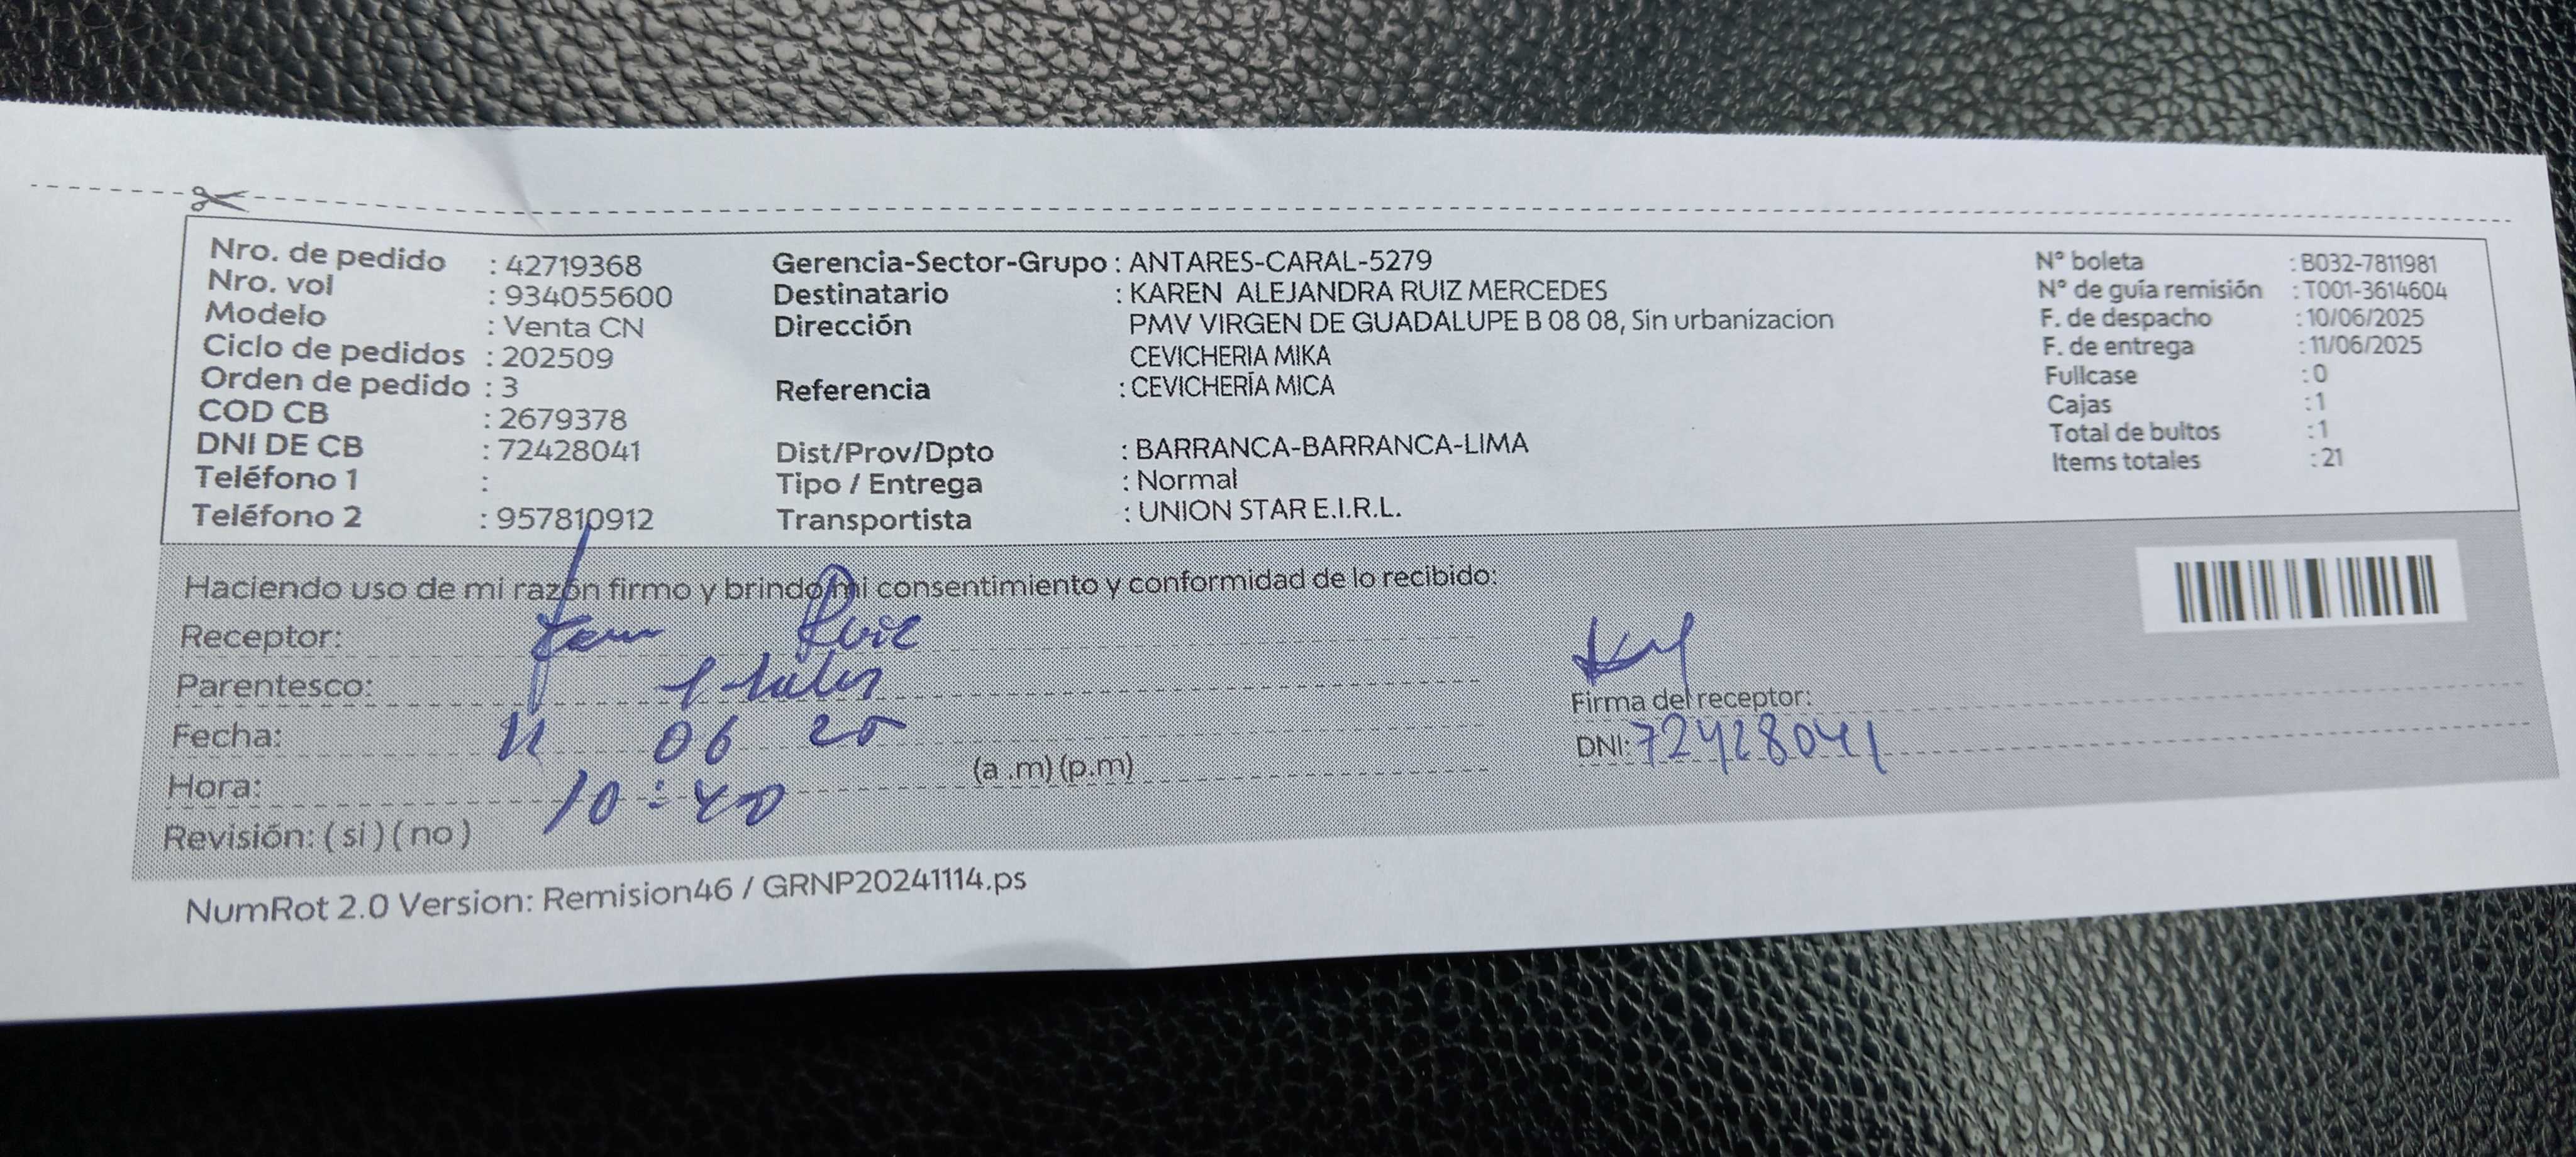 Nro. de pedido : 42719368
Nro. vol : 934055600
Modelo : Venta CN
Ciclo de pedidos : 202509
Orden de pedido : 3
COD CB : 2679378
DNI DE CB : 72428041
Teléfono 1 :
Teléfono 2 : 957810912
Gerencia-Sector-Grupo : ANTARES-CARAL-5279
Destinatario : KAREN ALEJANDRA RUIZ MERCEDES
Dirección PMV VIRGEN DE GUADALUPE B 08 08, Sin urbanizacion
CEVICHERIA MIKA
Referencia : CEVICHERÍA MICA
Dist/Prov/Dpto : BARRANCA-BARRANCA-LIMA
Tipo / Entrega : Normal
Transportista : UNION STAR E.I.R.L.
N° boleta : B032-7811981
N° de guía remisión : T001-3614604
F. de despacho : 10/06/2025
F. de entrega : 11/06/2025
Fullcase : 0
Cajas : 1
Total de bultos : 1
Items totales : 21
Haciendo uso de mi razón firmo y brindo mi consentimiento y conformidad de lo recibido:
Receptor: Ruiz
Parentesco:
Fecha: 11 06 25
Hora: 10:40 (a .m) (p.m)
Revisión: ( si ) ( no )
Firma del receptor:
DNI: 72428041
NumRot 2.0 Version: Remision46 / GRNP20241114.ps